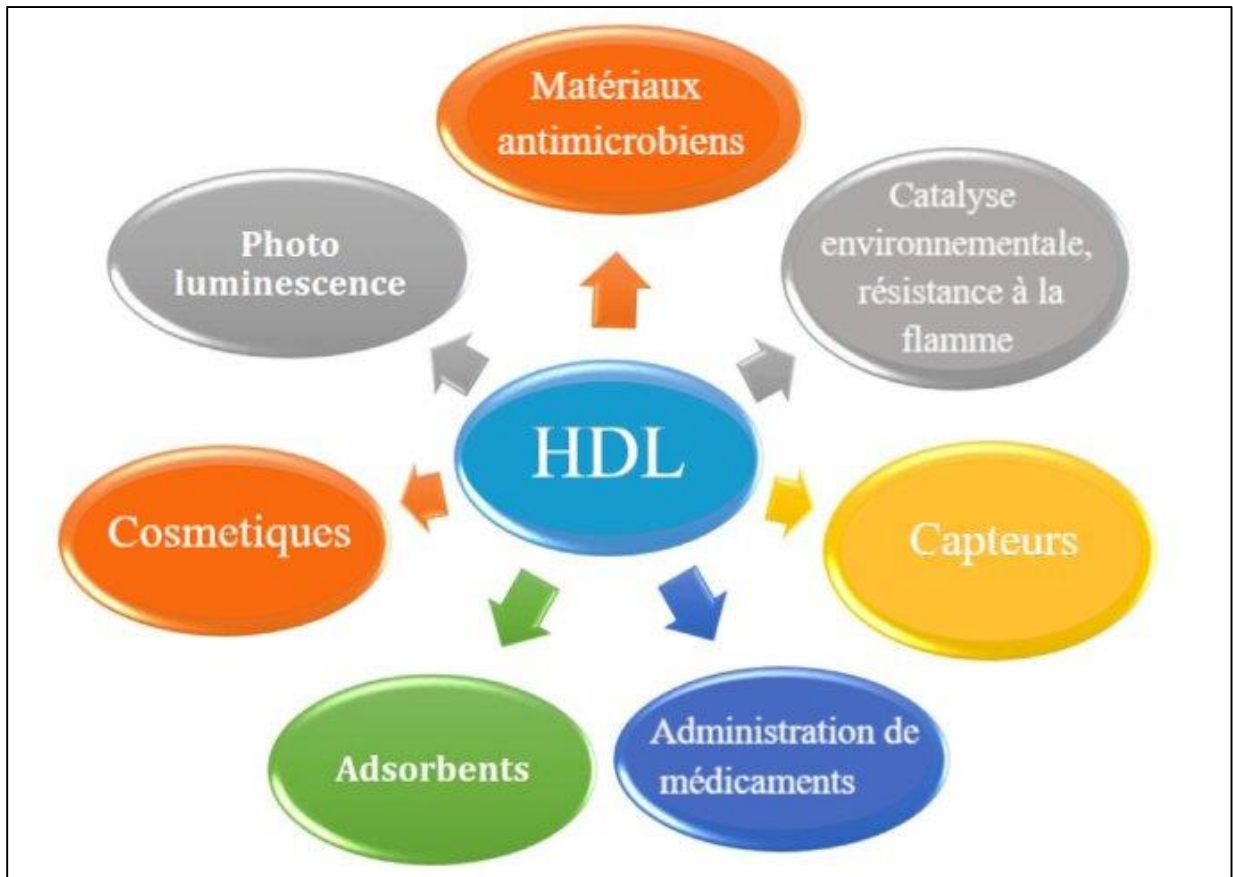 Matériaux
antimicrobiens
Catalyse
environnementale,
résistance à la
flamme
Photo
luminescence
HDL
Cosmetiques
Capteurs
Adsorbents
Administration de
médicaments